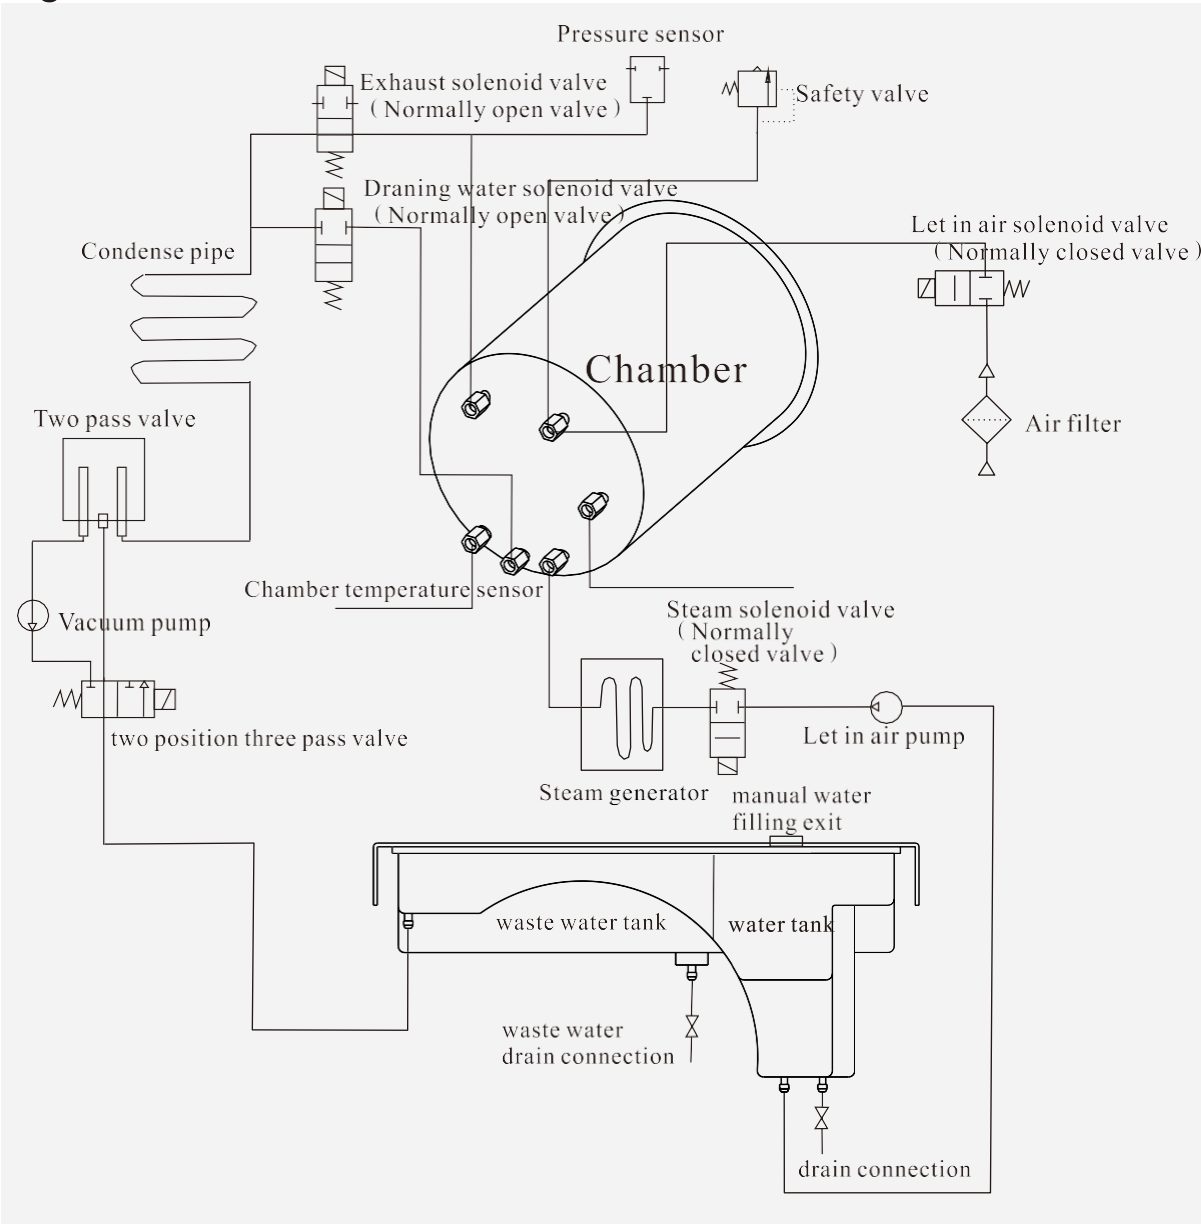 Pressure sensor
Exhaust solenoid valve
( Normally open valve )
Safety valve
Draning water solenoid valve
( Normally open valve )
Let in air solenoid valve
( Normally closed valve )
Condense pipe
Chamber
Two pass valve
Air filter
Chamber temperature sensor
Vacuum pump
Steam solenoid valve
( Normally
closed valve )
two position three pass valve
Let in air pump
Steam generator
manual water
filling exit
waste water tank
water tank
waste water
drain connection
drain connection